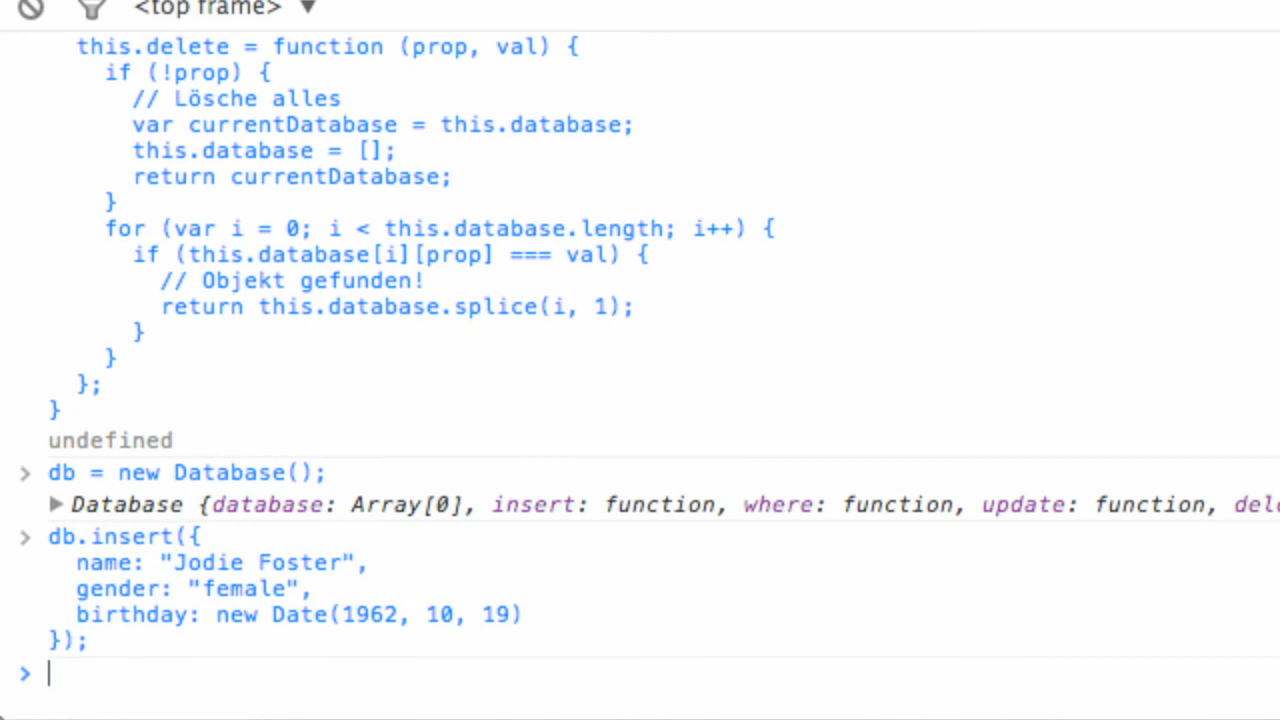 <top frame> ▼
this.delete = function (prop, val) {
if (!prop) {
// Lösche alles
var currentDatabase = this.database;
this.database = [];
return currentDatabase;
}
for (var i = 0; i < this.database.length; i++) {
if (this.database[i][prop] === val) {
// Objekt gefunden!
return this.database.splice(i, 1);
}
}
};
}
undefined
> db = new Database();
▶ Database {database: Array[0], insert: function, where: function, update: function, dele
> db.insert({
name: "Jodie Foster",
gender: "female",
birthday: new Date(1962, 10, 19)
});
>